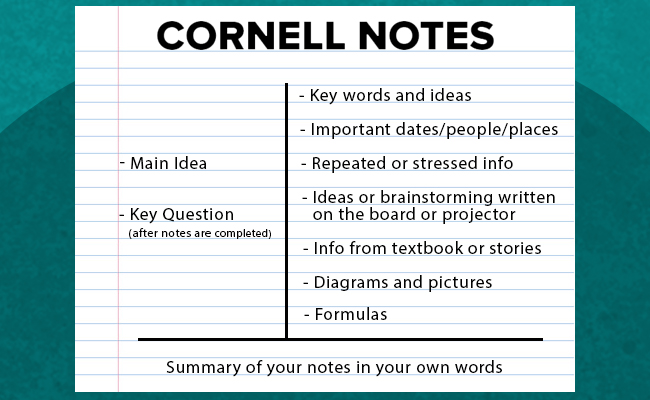 CORNELL NOTES
- Main Idea
- Key Question
(after notes are completed)
- Key words and ideas
- Important dates/people/places
- Repeated or stressed info
- Ideas or brainstorming written
on the board or projector
- Info from textbook or stories
- Diagrams and pictures
- Formulas
Summary of your notes in your own words